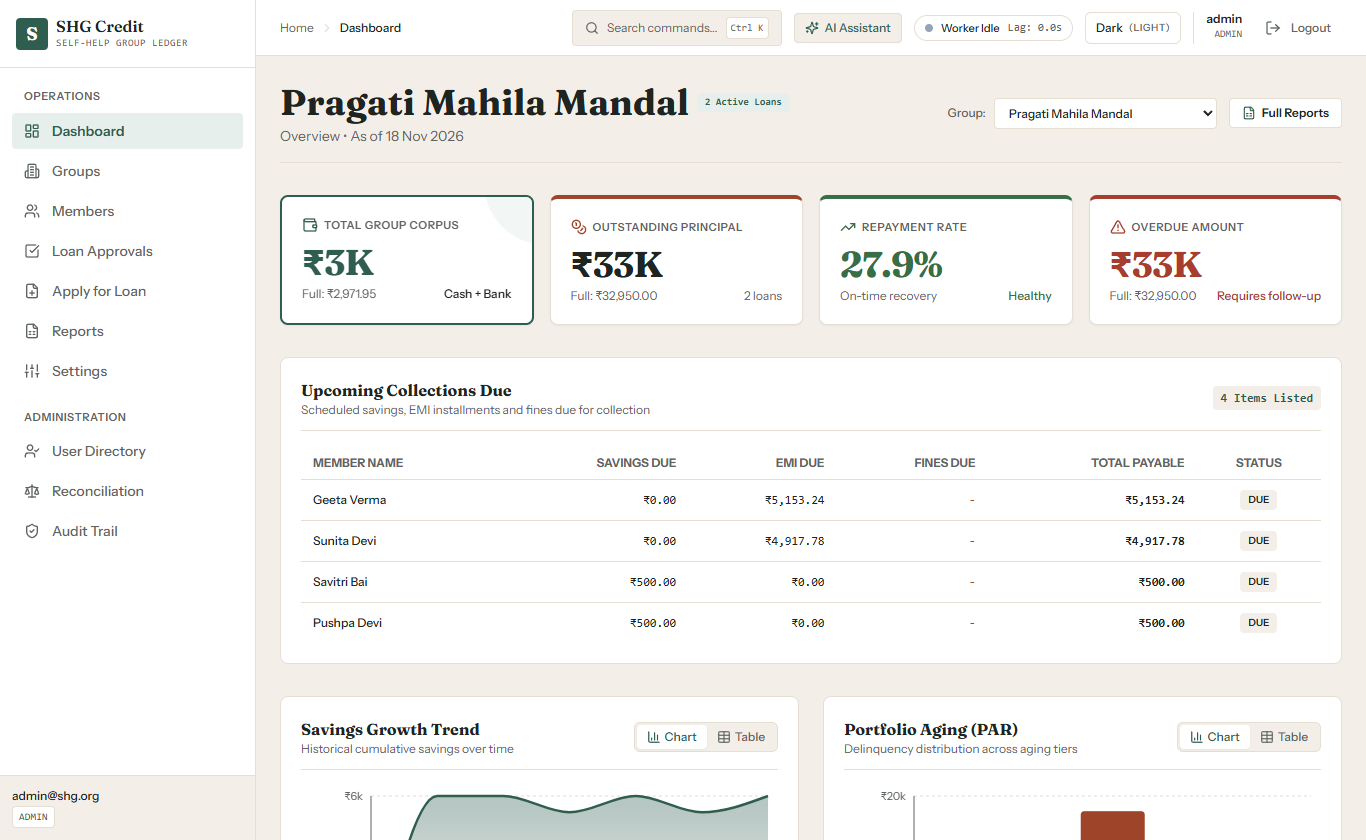 S
SHG Credit
SELF-HELP GROUP LEDGER
OPERATIONS
Dashboard
Groups
Members
Loan Approvals
Apply for Loan
Reports
Settings
ADMINISTRATION
User Directory
Reconciliation
Audit Trail
admin@shg.org
ADMIN
Home Dashboard
Search commands... Ctrl K
AI Assistant
Worker Idle Lag: 0.0s
Dark (LIGHT)
admin
ADMIN
Logout
Pragati Mahila Mandal 2 Active Loans
Overview • As of 18 Nov 2026
Group: Pragati Mahila Mandal
Full Reports
TOTAL GROUP CORPUS
₹3K
Full: ₹2,971.95 Cash + Bank
OUTSTANDING PRINCIPAL
₹33K
Full: ₹32,950.00 2 loans
REPAYMENT RATE
27.9%
On-time recovery Healthy
OVERDUE AMOUNT
₹33K
Full: ₹32,950.00 Requires follow-up
Upcoming Collections Due
Scheduled savings, EMI installments and fines due for collection
4 Items Listed
MEMBER NAME SAVINGS DUE EMI DUE FINES DUE TOTAL PAYABLE STATUS
Geeta Verma ₹0.00 ₹5,153.24 - ₹5,153.24 DUE
Sunita Devi ₹0.00 ₹4,917.78 - ₹4,917.78 DUE
Savitri Bai ₹500.00 ₹0.00 - ₹500.00 DUE
Pushpa Devi ₹500.00 ₹0.00 - ₹500.00 DUE
Savings Growth Trend
Historical cumulative savings over time
Chart Table
₹6k
Portfolio Aging (PAR)
Delinquency distribution across aging tiers
Chart Table
₹20k